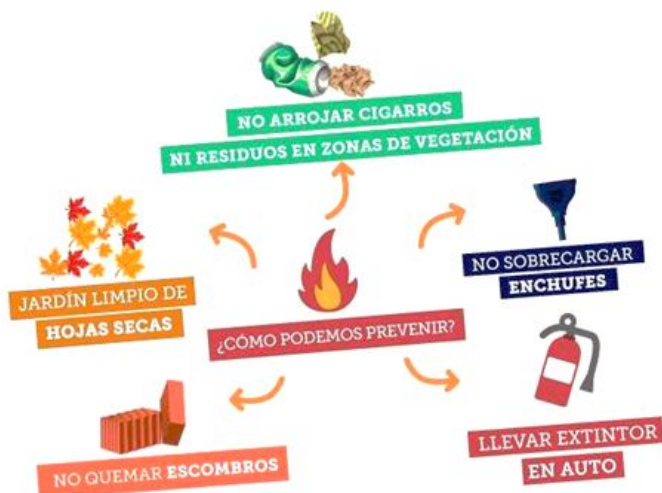 NO ARROJAR CIGARROS
NI RESIDUOS EN ZONAS DE VEGETACIÓN
JARDÍN LIMPIO DE
HOJAS SECAS
NO SOBRECARGAR
ENCHUFES
¿CÓMO PODEMOS PREVENIR?
NO QUEMAR ESCOMBROS
LLEVAR EXTINTOR
EN AUTO